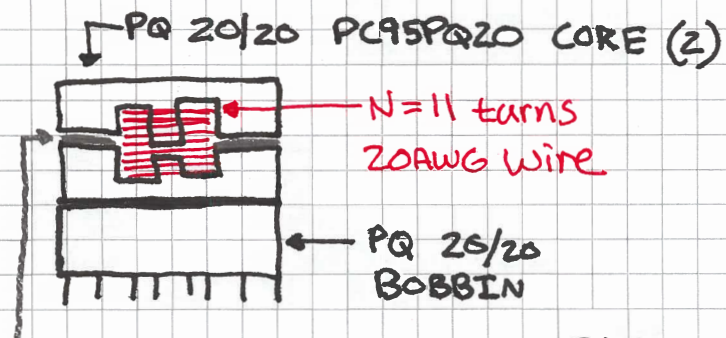 PQ 20/20 PC95PQ20 CORE (2)
N=11 turns
20AWG Wire
PQ 20/20
BOBBIN